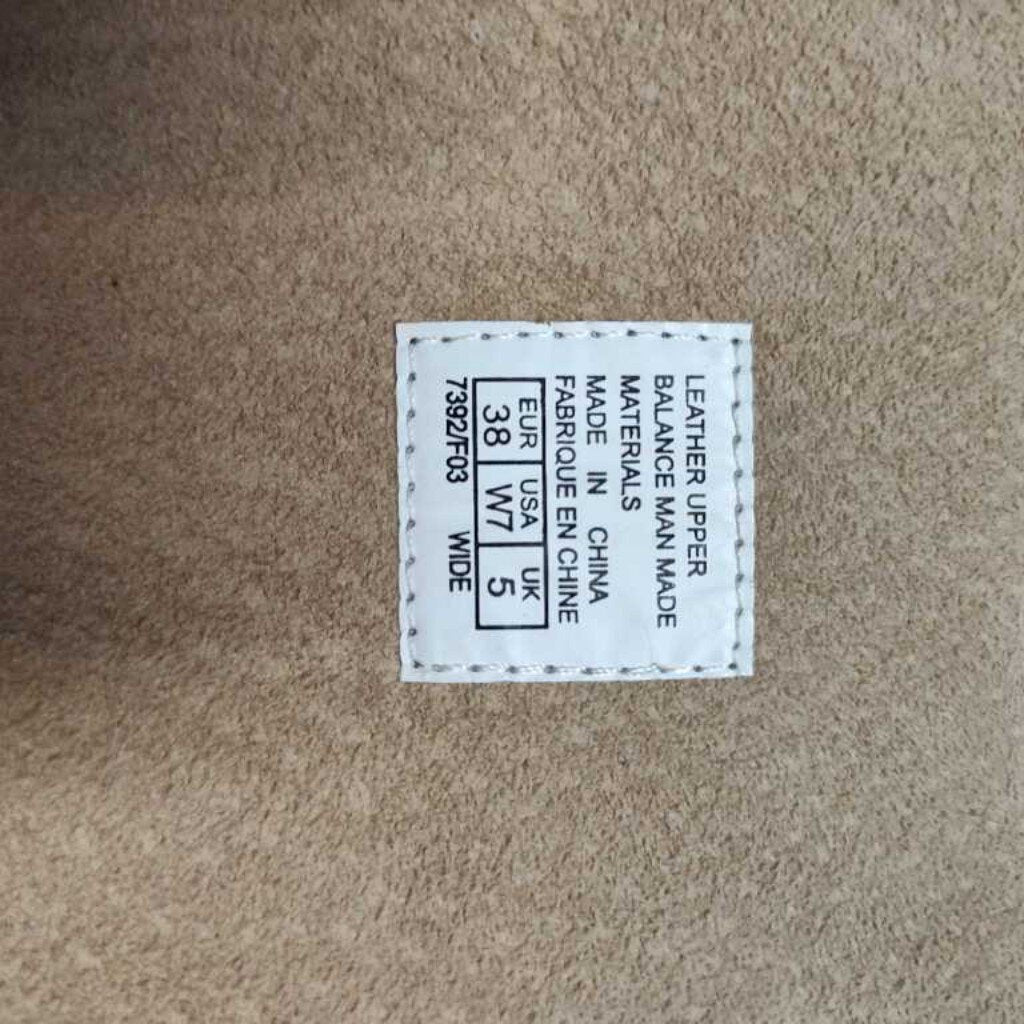 LEATHER UPPER
BALANCE MAN MADE
MATERIALS
MADE IN CHINA
FABRIQUE EN CHINE
EUR USA UK
38 W7 5
7392/F03 WIDE